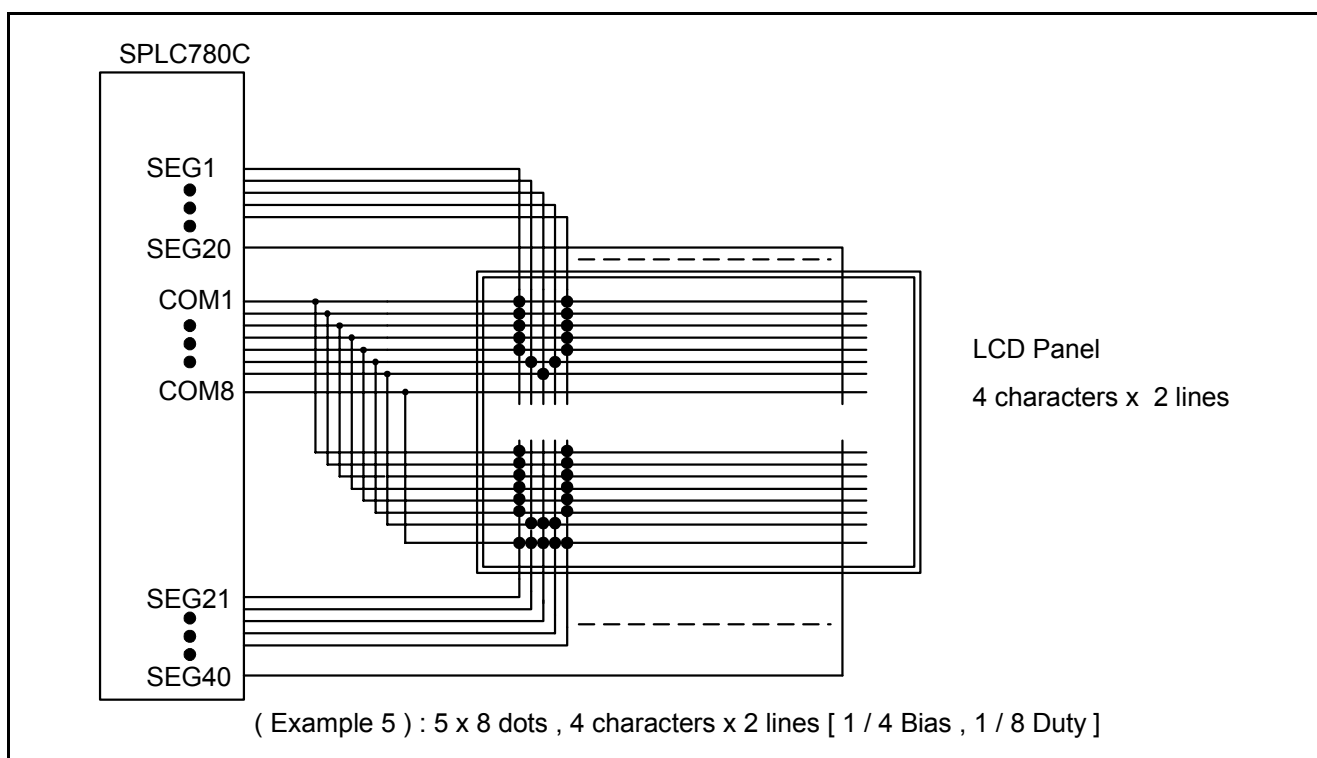 SPLC780C
SEG1
SEG20
COM1
COM8
LCD Panel
4 characters x 2 lines
SEG21
SEG40
( Example 5 ) : 5 x 8 dots , 4 characters x 2 lines [ 1 / 4 Bias , 1 / 8 Duty ]